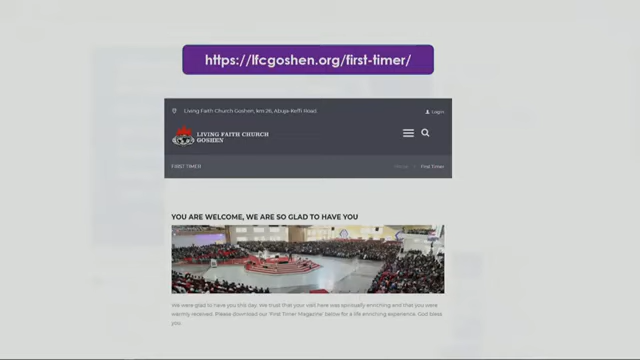 https://lfcgoshen.org/first-timer/
Living Faith Church Goshen, km 26, Abuja-Keffi Road.
Login
LIVING FAITH CHURCH
GOSHEN
FIRST TIMER
Home
First Timer
YOU ARE WELCOME, WE ARE SO GLAD TO HAVE YOU
We were glad to have you this day. We trust that your visit here was spiritually enriching and that you were
warmly received. Please download our 'First Timer Magazine' below for a life enriching experience. God bless
you.